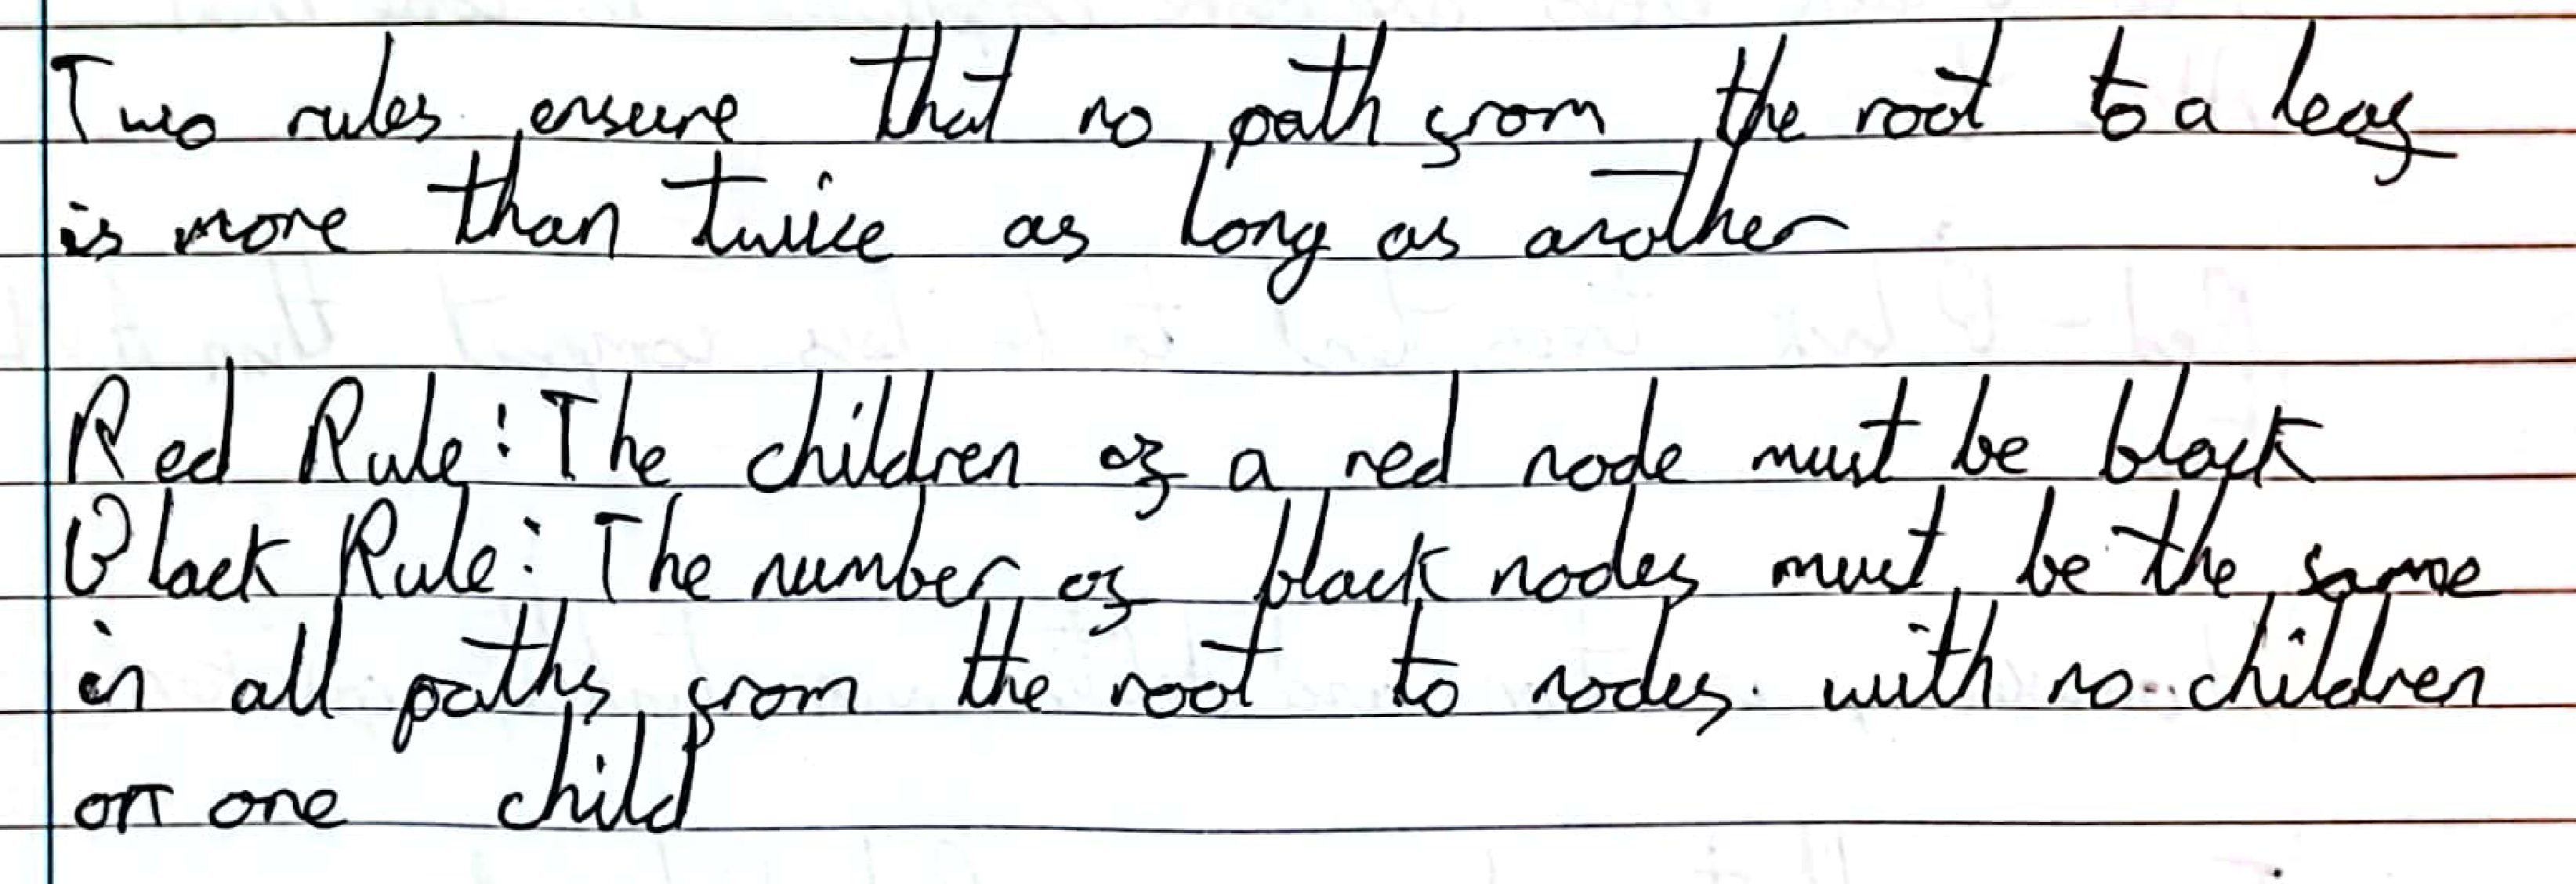 Two rules ensure that no path from the root to a leaf
is more than twice as long as another
Red Rule: The children of a red node must be black
Black Rule: The number of black nodes must be the same
in all paths from the root to nodes with no children
or one child